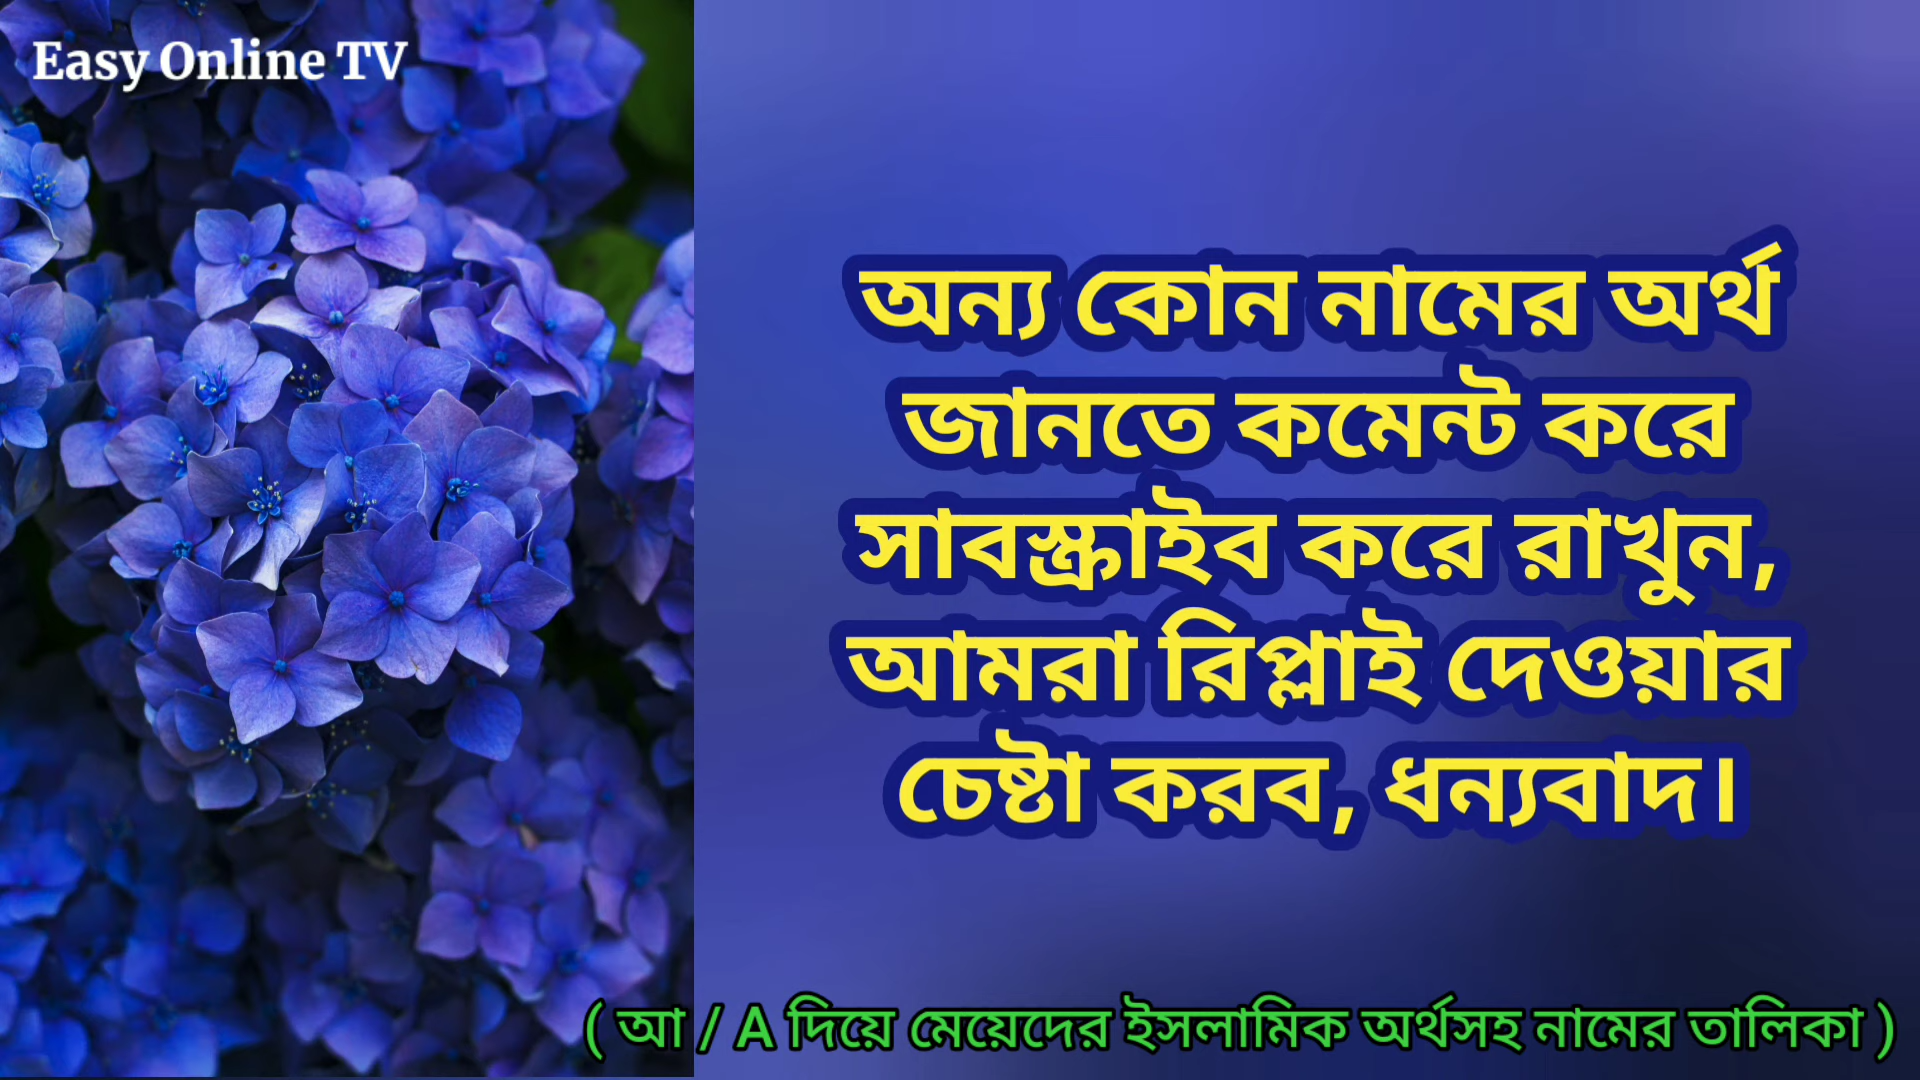 Easy Online TV
অন্য কোন নামের অর্থ
জানতে কমেন্ট করে
সাবস্ক্রাইব করে রাখুন,
আমরা রিপ্লাই দেওয়ার
চেষ্টা করব, ধন্যবাদ।
( আ / A দিয়ে মেয়েদের ইসলামিক অর্থসহ নামের তালিকা )